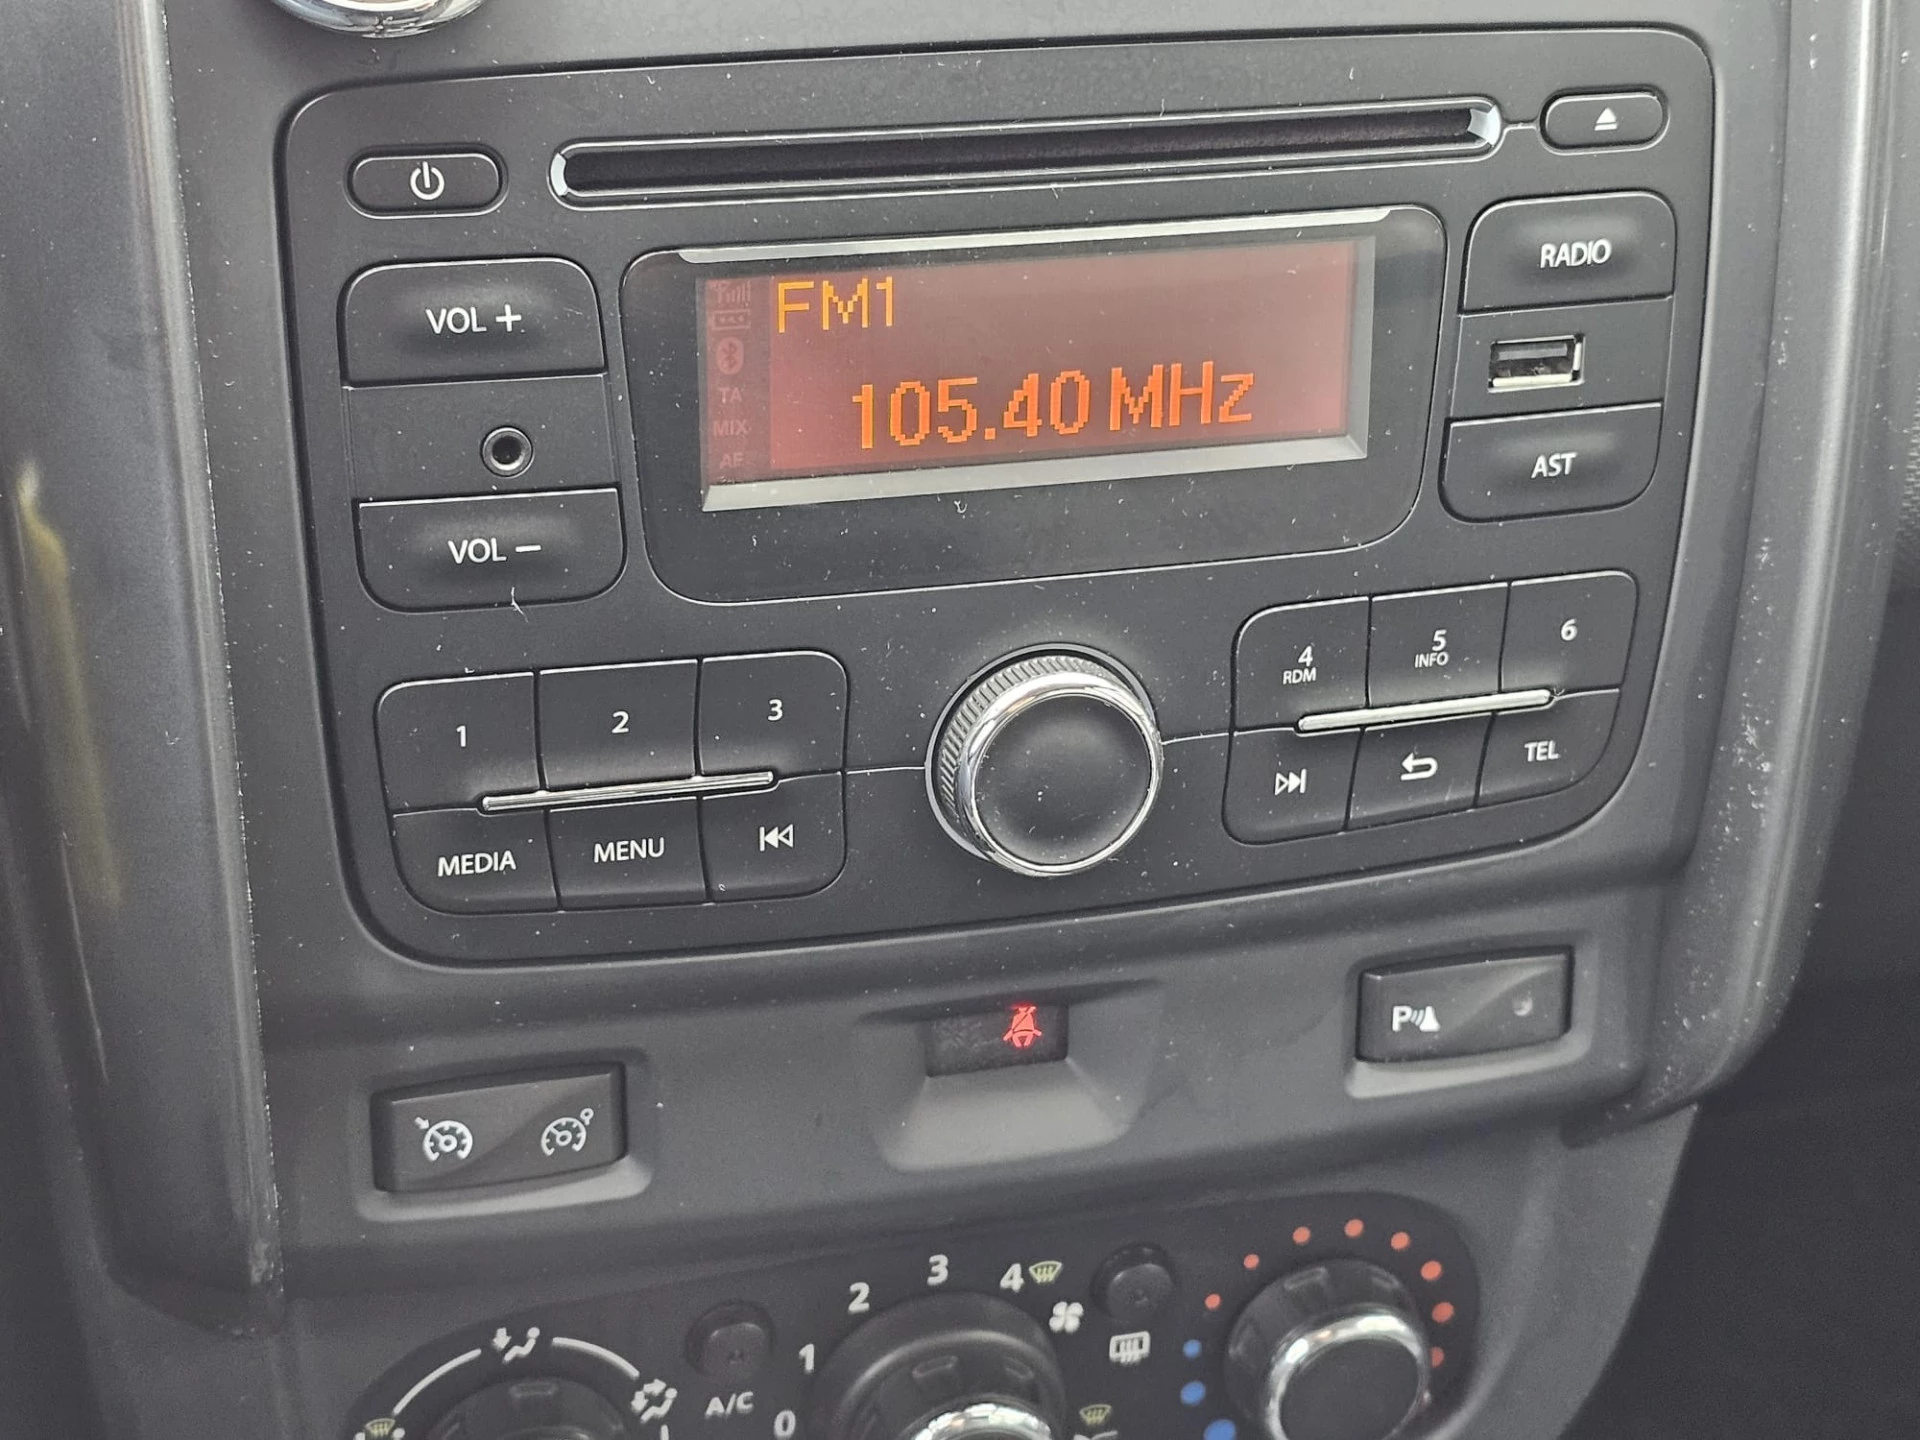 VOL +
VOL −
FM1
TA
MIX
AF
105.40 MHz
RADIO
AST
1
2
3
MEDIA
MENU
4
RDM
5
INFO
6
TEL
P
0
1
2
3
4
A/C